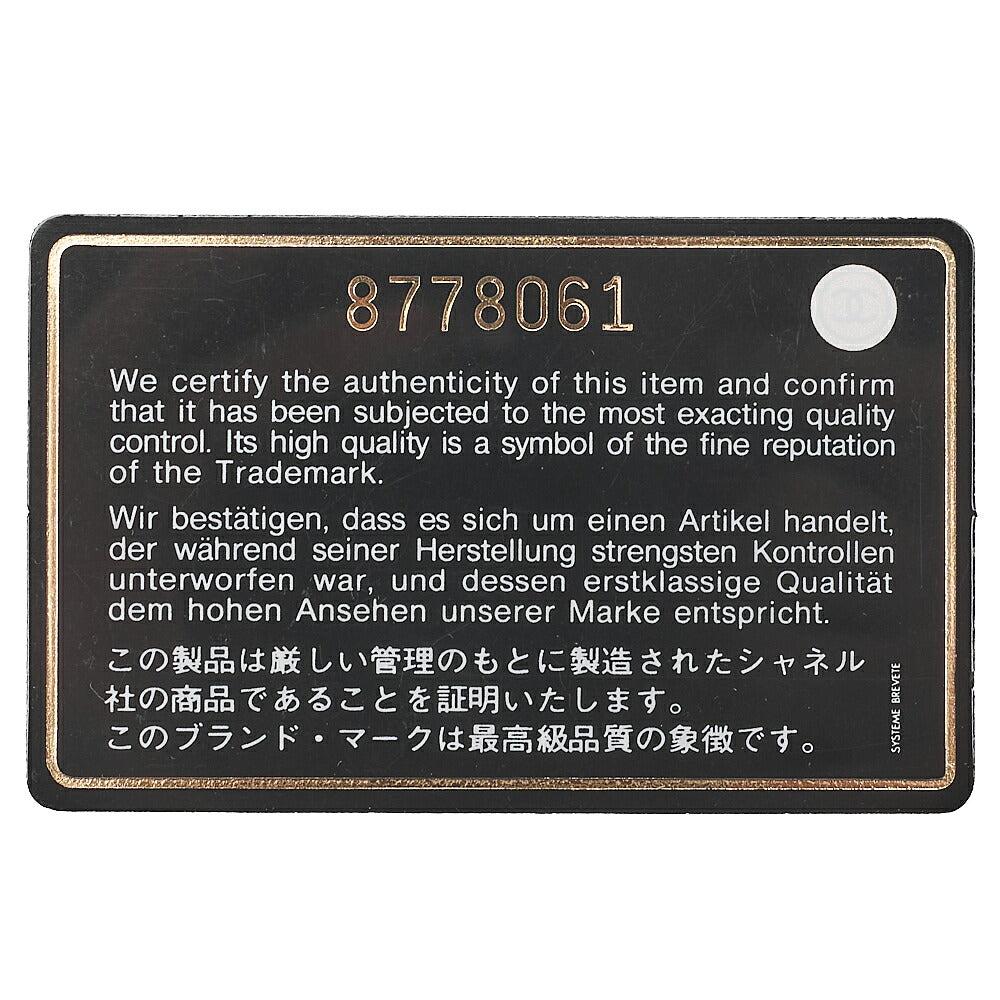 8778061
We certify the authenticity of this item and confirm
that it has been subjected to the most exacting quality
control. Its high quality is a symbol of the fine reputation
of the Trademark.
Wir bestätigen, dass es sich um einen Artikel handelt,
der während seiner Herstellung strengsten Kontrollen
unterworfen war, und dessen erstklassige Qualität
dem hohen Ansehen unserer Marke entspricht.
この製品は厳しい管理のもとに製造されたシャネル
社の商品であることを証明いたします。
このブランド・マークは最高級品質の象徴です。
SYSTEME BREVETE